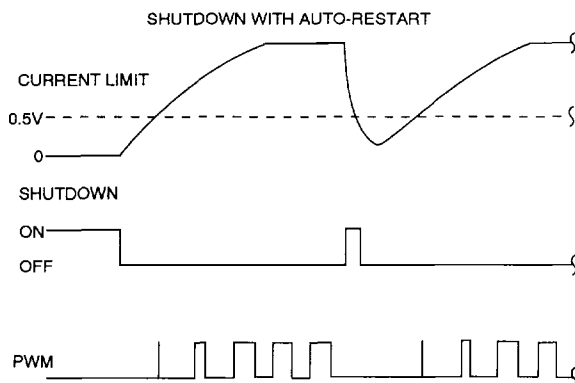 SHUTDOWN WITH AUTO-RESTART
CURRENT LIMIT
0.5V
0
SHUTDOWN
ON
OFF
PWM